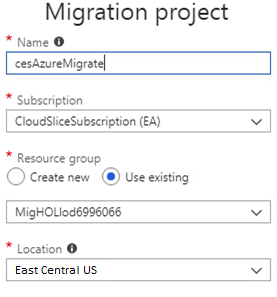 Migration project
* Name
cesAzureMigrate
* Subscription
CloudSliceSubscription (EA)
* Resource group
Create new Use existing
MigHOLlod6996066
* Location
East Central US